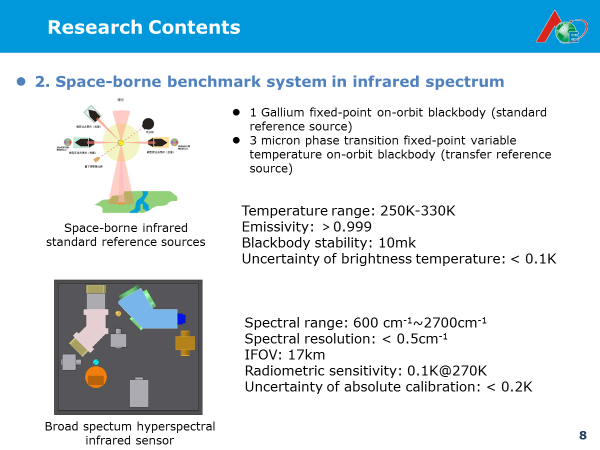 Research Contents
2. Space-borne benchmark system in infrared spectrum
1 Gallium fixed-point on-orbit blackbody (standard
reference source)
3 micron phase transition fixed-point variable
temperature on-orbit blackbody (transfer reference
source)
Space-borne infrared
standard reference sources
Temperature range: 250K-330K
Emissivity: >0.999
Blackbody stability: 10mk
Uncertainty of brightness temperature: < 0.1K
Spectral range: 600 cm-1~2700cm-1
Spectral resolution: < 0.5cm-1
IFOV: 17km
Radiometric sensitivity: 0.1K@270K
Uncertainty of absolute calibration: < 0.2K
Broad spectum hyperspectral
infrared sensor
8